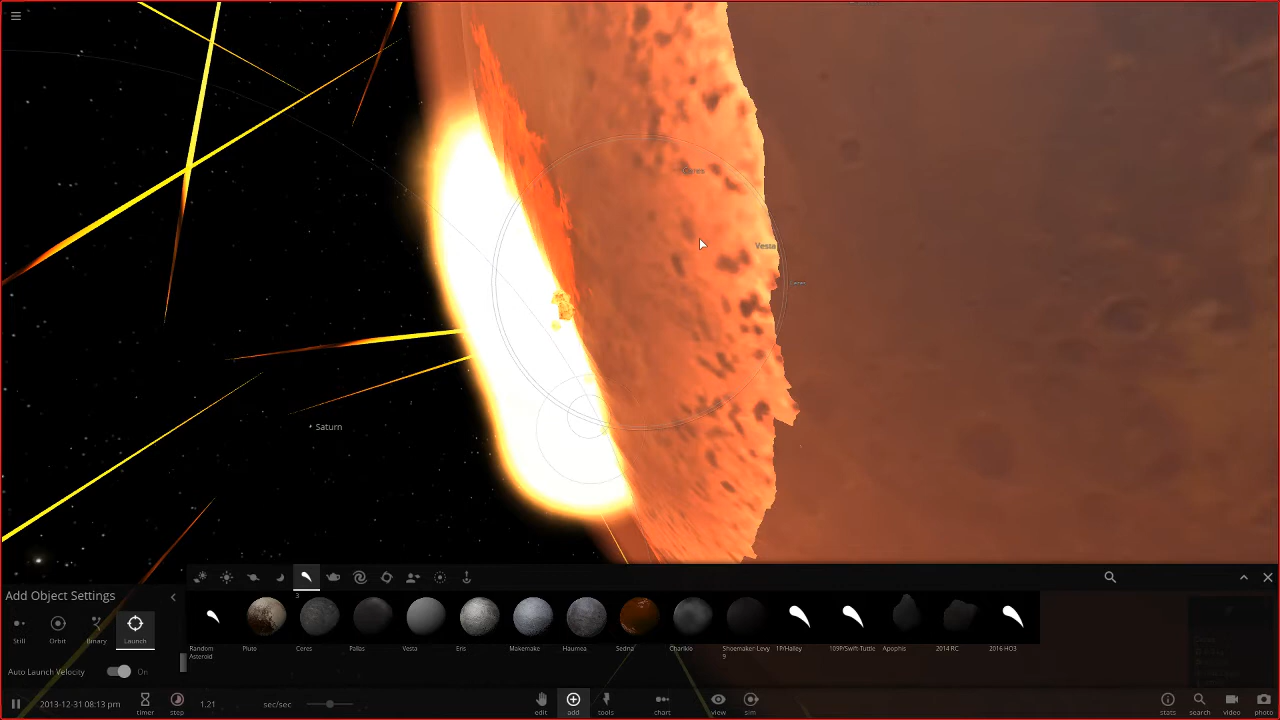 Ceres
Vesta
Saturn
Add Object Settings
Still Orbit Binary Launch
Auto Launch Velocity On
3
Random Asteroid
Pluto
Ceres
Pallas
Vesta
Eris
Makemake
Haumea
Sedna
Chariklo
Shoemaker-Levy 9
1P/Halley
109P/Swift-Tuttle
Apophis
2014 RC
2016 HO3
2013-12-31 08:13 pm
timer
step
1.21
sec/sec
edit
add
tools
chart
view
sim
stats
search
video
photo